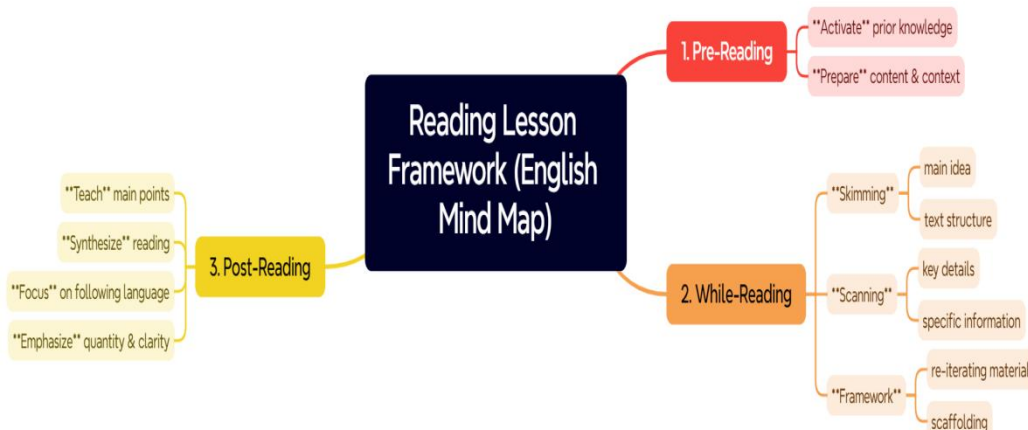 Reading Lesson
Framework (English
Mind Map)
1. Pre-Reading
**Activate** prior knowledge
**Prepare** content & context
2. While-Reading
**Skimming**
main idea
text structure
**Scanning**
key details
specific information
**Framework**
re-iterating material
scaffolding
3. Post-Reading
**Teach** main points
**Synthesize** reading
**Focus** on following language
**Emphasize** quantity & clarity